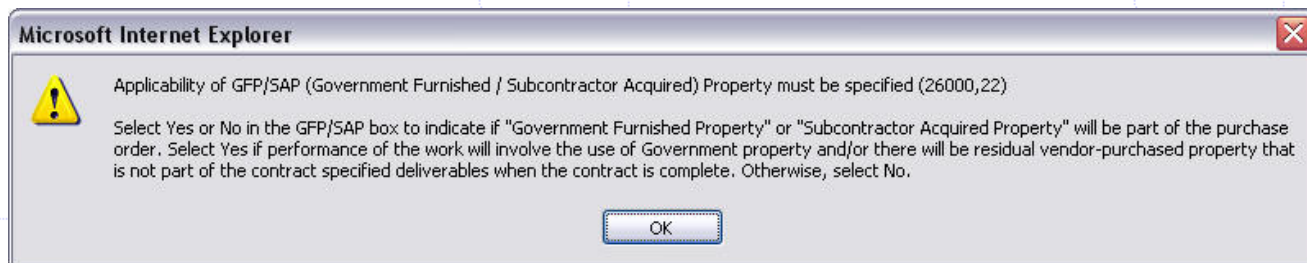 Microsoft Internet Explorer
Applicability of GFP/SAP (Government Furnished / Subcontractor Acquired) Property must be specified (26000,22)
Select Yes or No in the GFP/SAP box to indicate if "Government Furnished Property" or "Subcontractor Acquired Property" will be part of the purchase
order. Select Yes if performance of the work will involve the use of Government property and/or there will be residual vendor-purchased property that
is not part of the contract specified deliverables when the contract is complete. Otherwise, select No.
OK